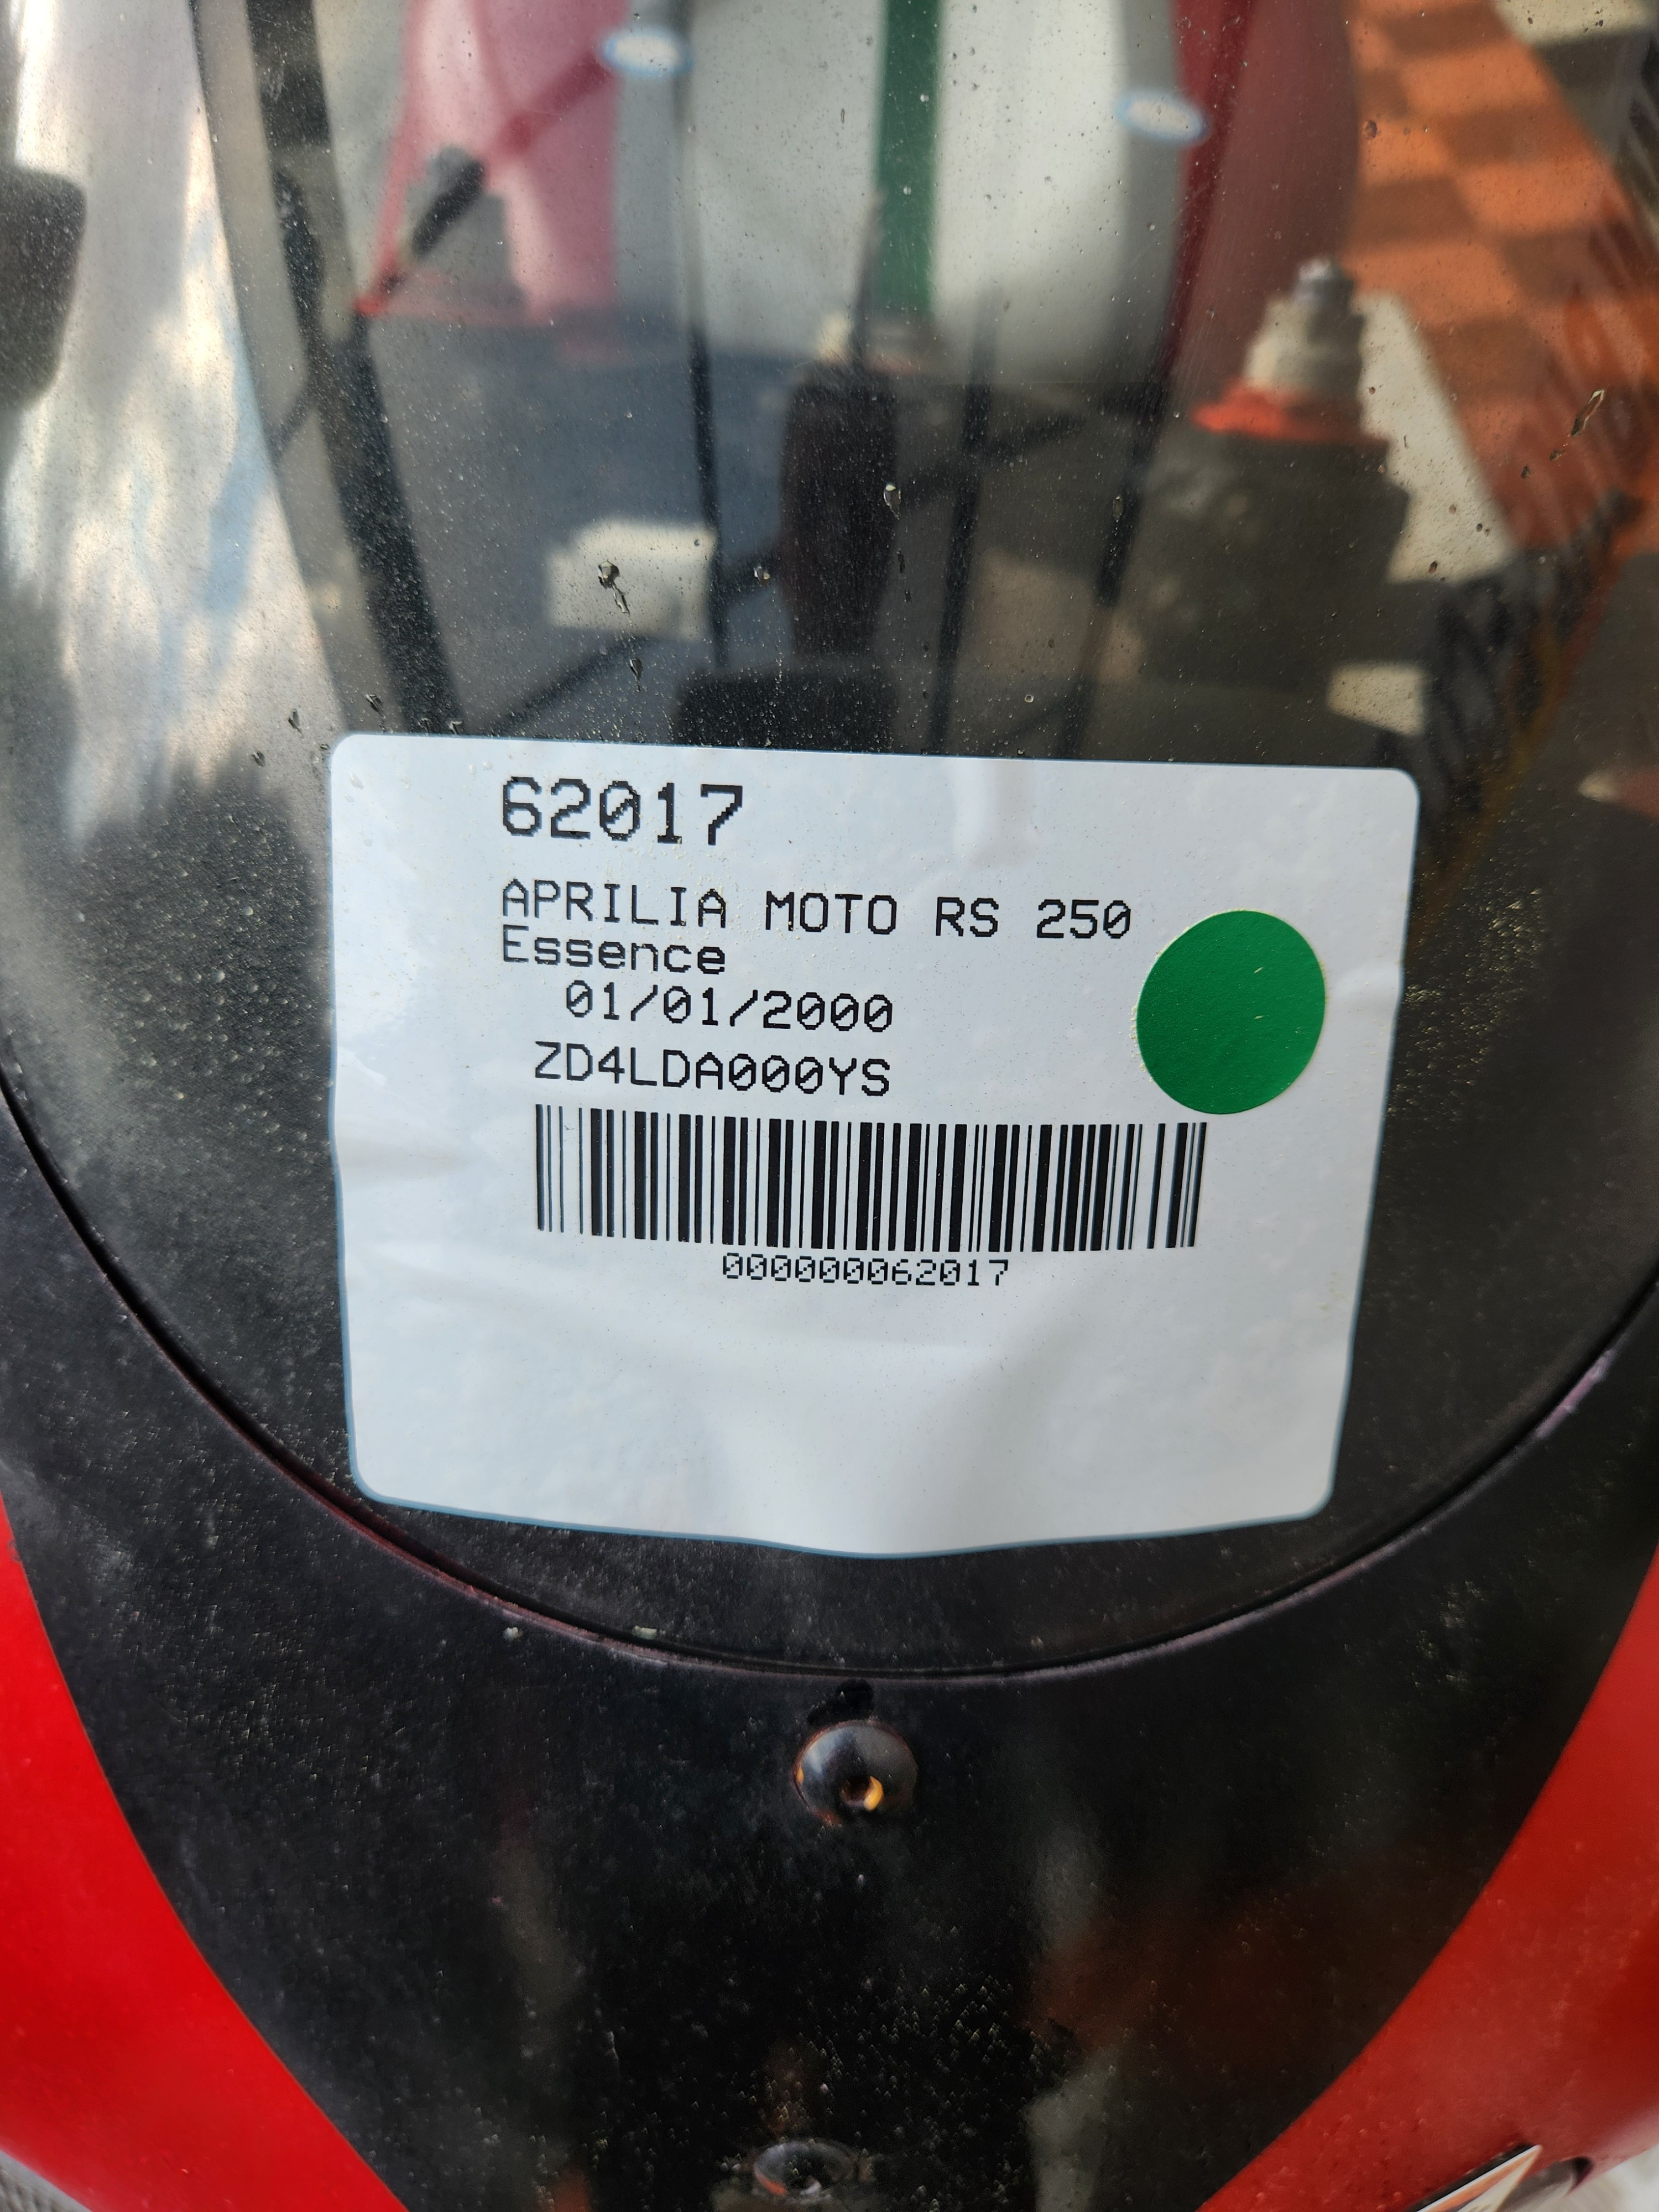 62017
APRILIA MOTO RS 250
Essence
01/01/2000
ZD4LDA000YS
000000062017